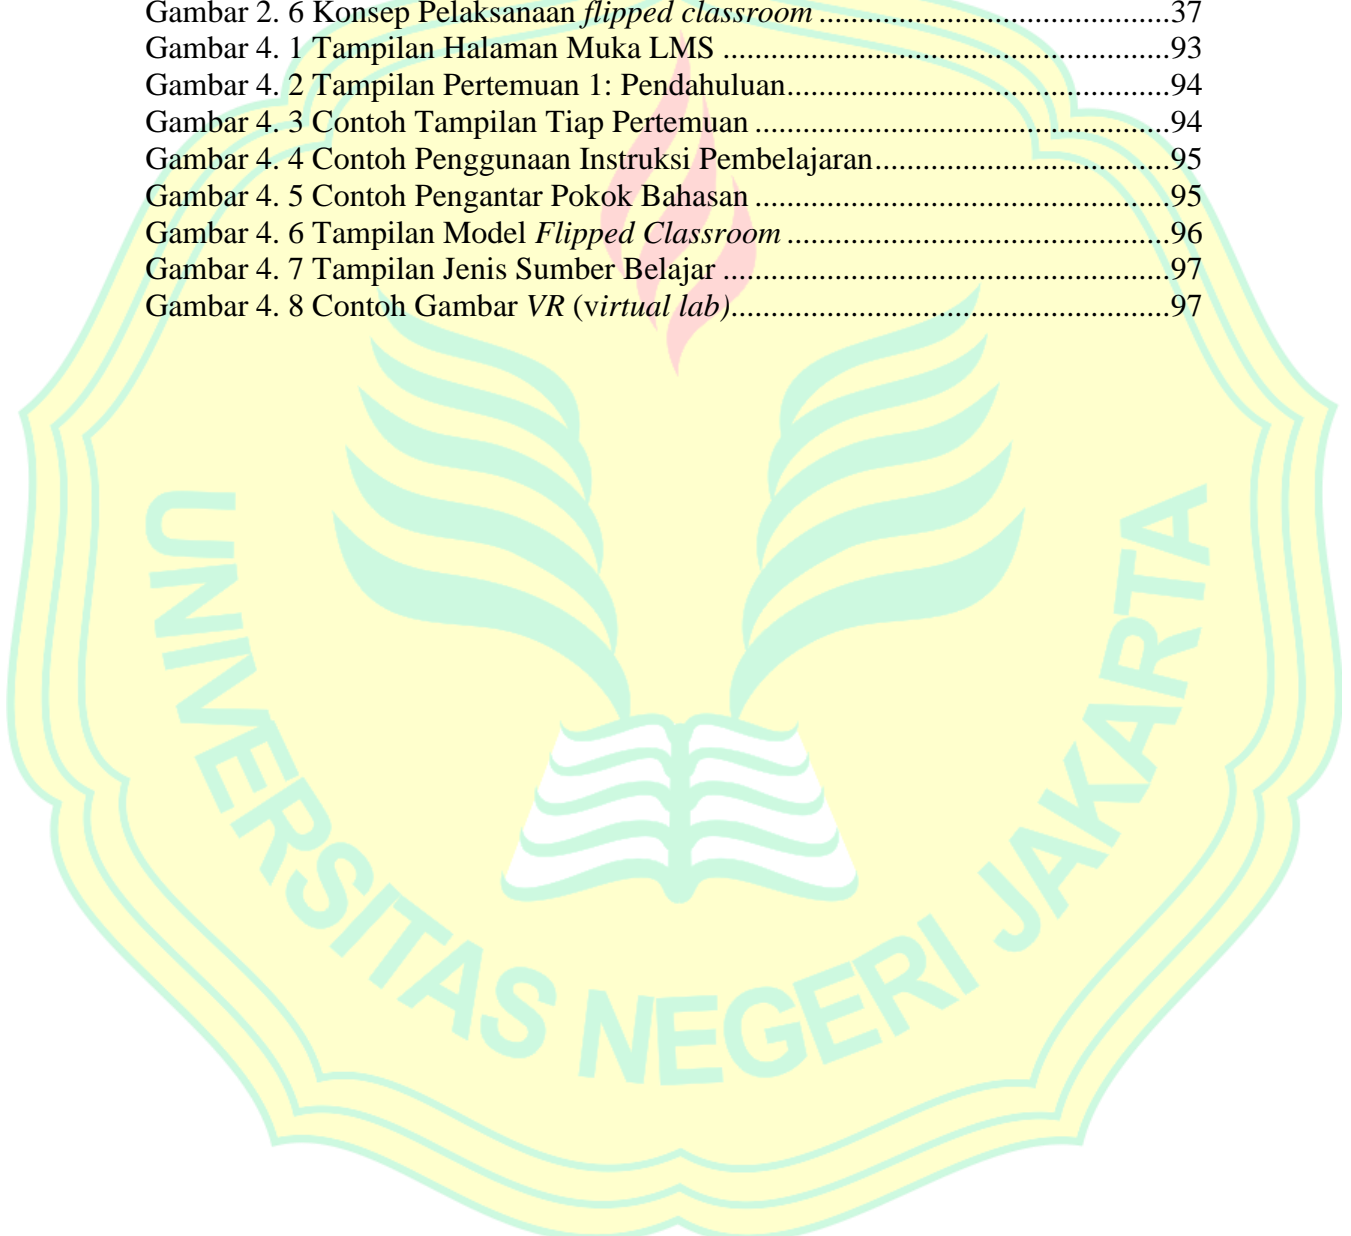 Gambar 2. 6 Konsep Pelaksanaan flipped classroom ............................................37
Gambar 4. 1 Tampilan Halaman Muka LMS ........................................................93
Gambar 4. 2 Tampilan Pertemuan 1: Pendahuluan................................................94
Gambar 4. 3 Contoh Tampilan Tiap Pertemuan ....................................................94
Gambar 4. 4 Contoh Penggunaan Instruksi Pembelajaran.....................................95
Gambar 4. 5 Contoh Pengantar Pokok Bahasan ....................................................95
Gambar 4. 6 Tampilan Model Flipped Classroom ................................................96
Gambar 4. 7 Tampilan Jenis Sumber Belajar ........................................................97
Gambar 4. 8 Contoh Gambar VR (virtual lab).......................................................97
UNIVERSITAS NEGERI JAKARTA